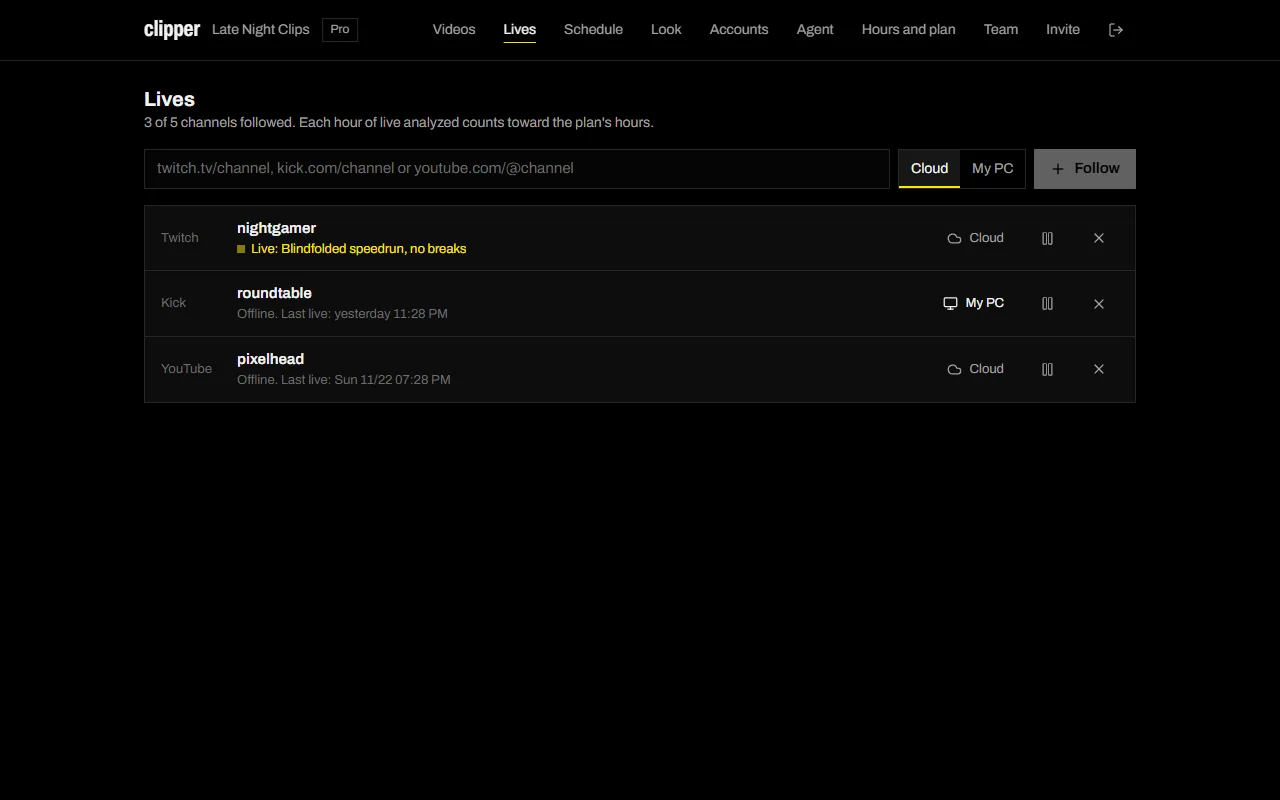 clipper Late Night Clips Pro Videos Lives Schedule Look Accounts Agent Hours and plan Team Invite
Lives
3 of 5 channels followed. Each hour of live analyzed counts toward the plan's hours.
twitch.tv/channel, kick.com/channel or youtube.com/@channel Cloud My PC + Follow
Twitch nightgamer Cloud
Live: Blindfolded speedrun, no breaks
Kick roundtable My PC
Offline. Last live: yesterday 11:28 PM
YouTube pixelhead Cloud
Offline. Last live: Sun 11/22 07:28 PM